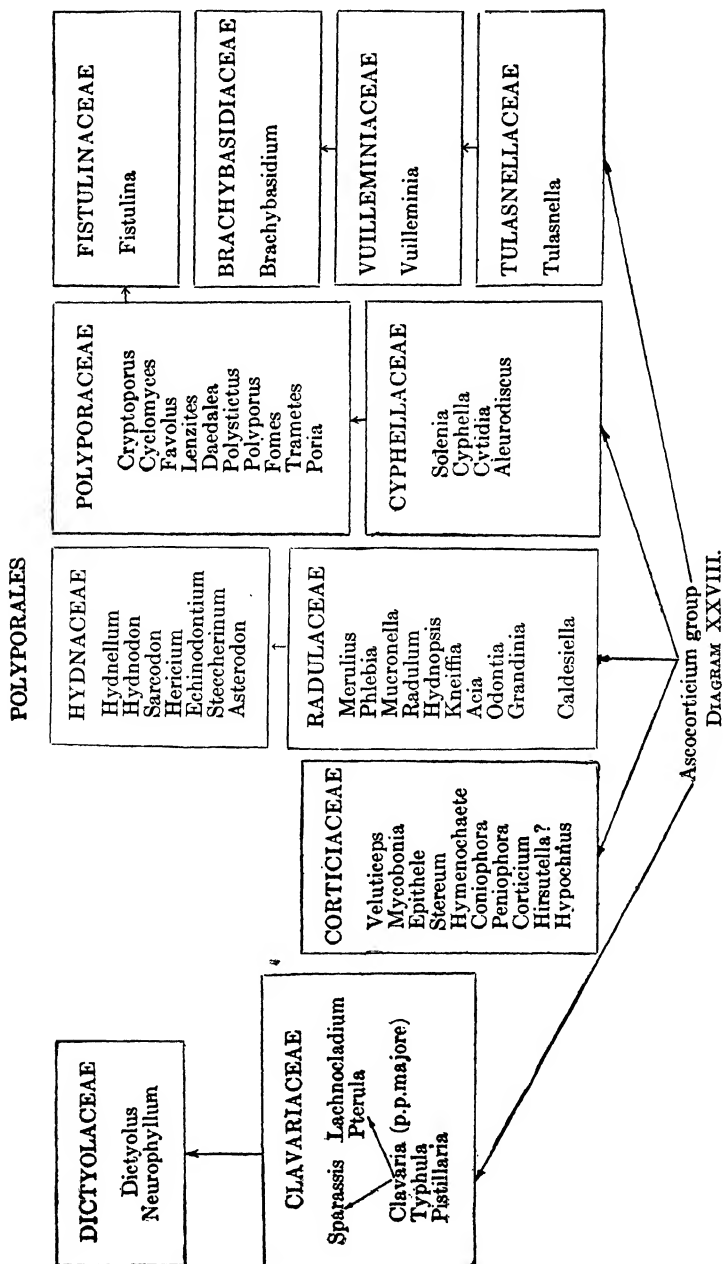 POLYPORALES
DICTYOLACEAE
Dictyolus
Neurophyllum
CLAVARIACEAE
Sparassis Lachnocladium
Pterula
Clavaria (p.p.majore)
Typhula
Pistillaria
CORTICIACEAE
Veluticeps
Mycobonia
Epithele
Stereum
Hymenochaete
Coniophora
Peniophora
Corticium
Hirsutella?
Hypochnus
HYDNACEAE
Hydnellum
Hydnodon
Sarcodon
Hericium
Echinodontium
Steccherinum
Asterodon
RADULACEAE
Merulius
Phlebia
Mucronella
Radulum
Hydnopsis
Kneiffia
Acia
Odontia
Grandinia
Caldesiella
POLYPORACEAE
Cryptoporus
Cyclomyces
Favolus
Lenzites
Daedalea
Polystictus
Polyporus
Fomes
Trametes
Poria
CYPHELLACEAE
Solenia
Cyphella
Cytidia
Aleurodiscus
FISTULINACEAE
Fistulina
BRACHYBASIDIACEAE
Brachybasidium
VUILLEMINIACEAE
Vuilleminia
TULASNELLACEAE
Tulasnella
Ascocorticium group
DIAGRAM XXVIII.